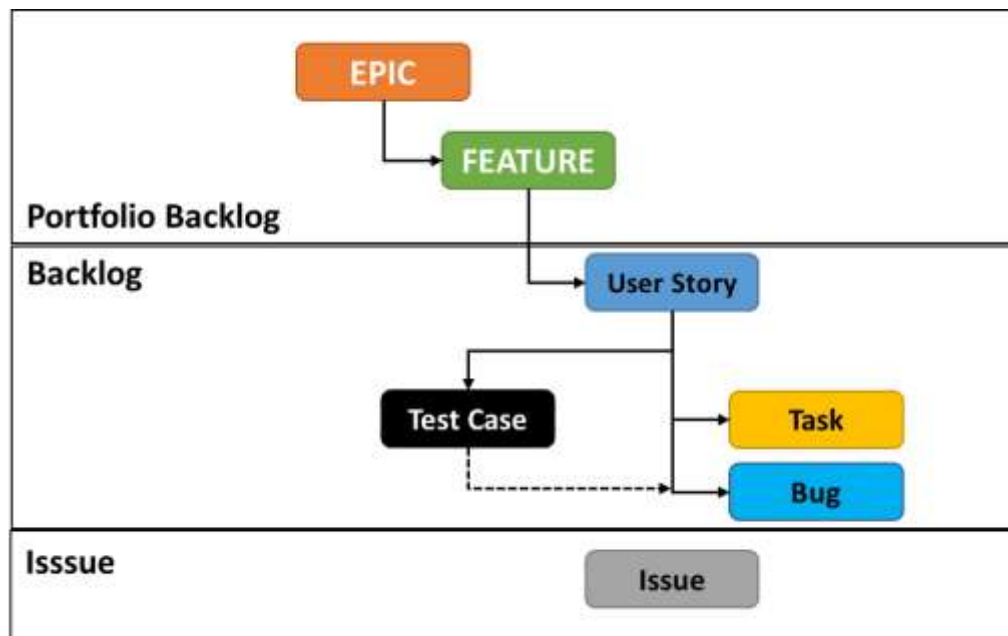 EPIC
FEATURE
Portfolio Backlog
Backlog
User Story
Test Case
Task
Bug
Isssue
Issue